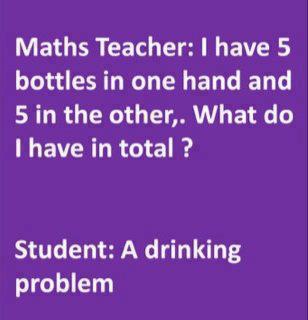 Maths Teacher: I have 5
bottles in one hand and
5 in the other,. What do
I have in total ?
Student: A drinking
problem